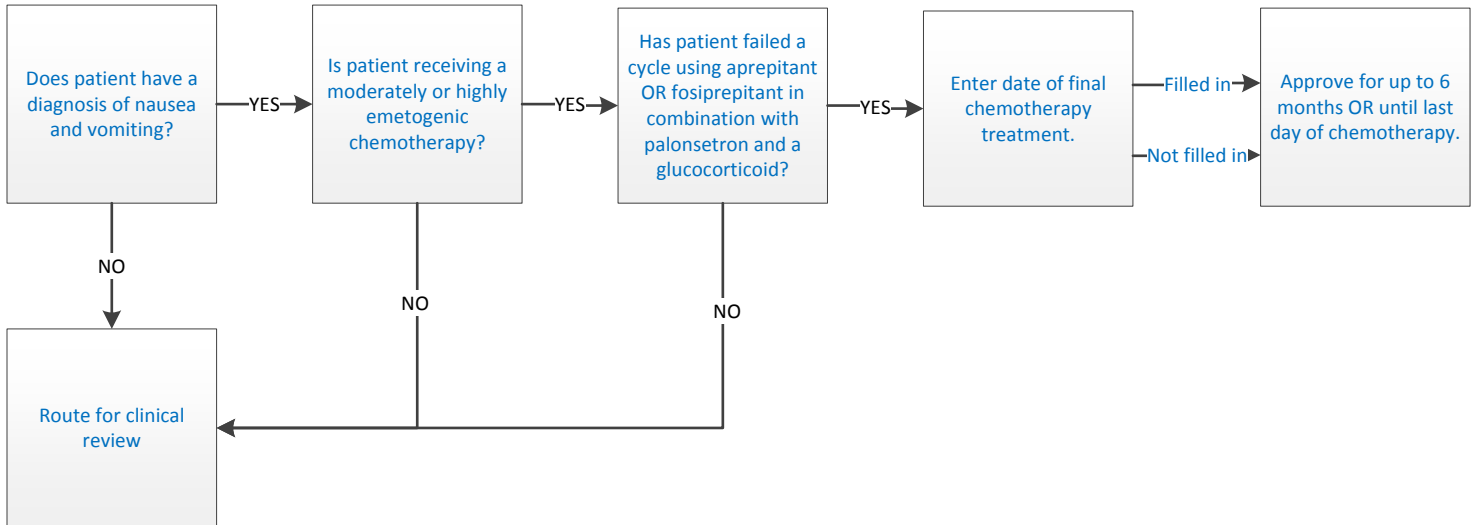 Does patient have a
diagnosis of nausea
and vomiting?
YES
Is patient receiving a
moderately or highly
emetogenic
chemotherapy?
YES
Has patient failed a
cycle using aprepitant
OR fosiprepitant in
combination with
palonsetron and a
glucocorticoid?
YES
Enter date of final
chemotherapy
treatment.
Filled in
Not filled in
Approve for up to 6
months OR until last
day of chemotherapy.
NO
NO
NO
Route for clinical
review